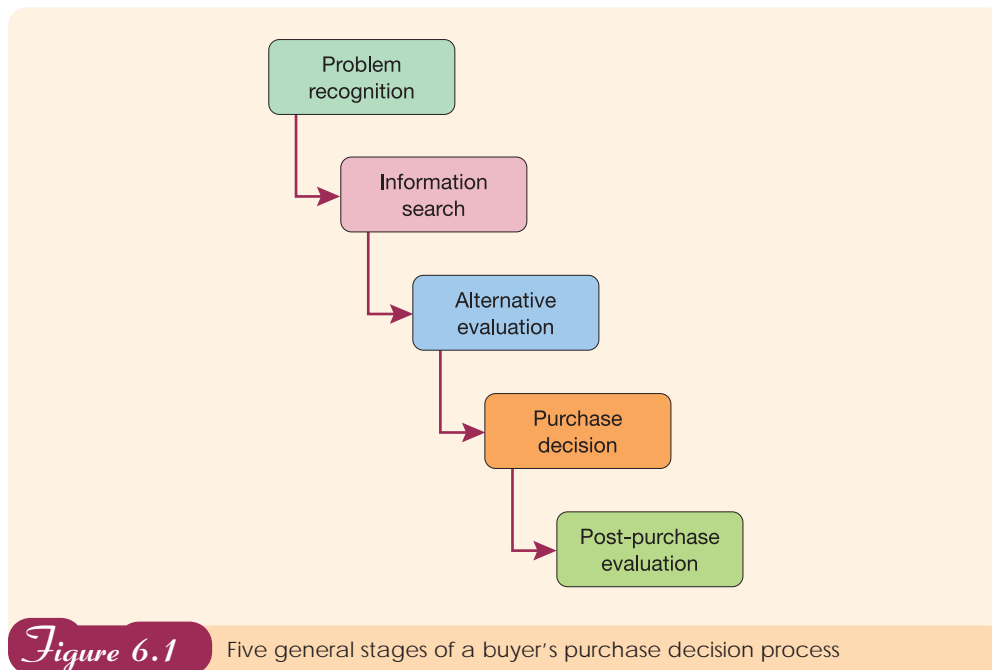 Problem
recognition
Information
search
Alternative
evaluation
Purchase
decision
Post-purchase
evaluation
Figure 6.1 Five general stages of a buyer's purchase decision process